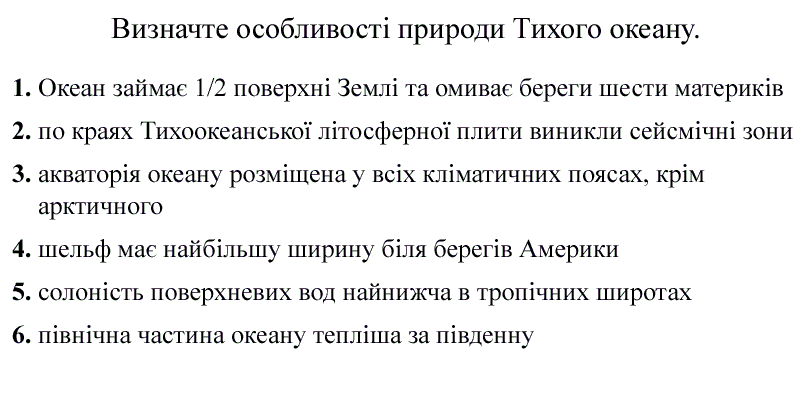 Визначте особливості природи Тихого океану.
1. Океан займає 1/2 поверхні Землі та омиває береги шести материків
2. по краях Тихоокеанської літосферної плити виникли сейсмічні зони
3. акваторія океану розміщена у всіх кліматичних поясах, крім
арктичного
4. шельф має найбільшу ширину біля берегів Америки
5. солоність поверхневих вод найнижча в тропічних широтах
6. північна частина океану тепліша за південну